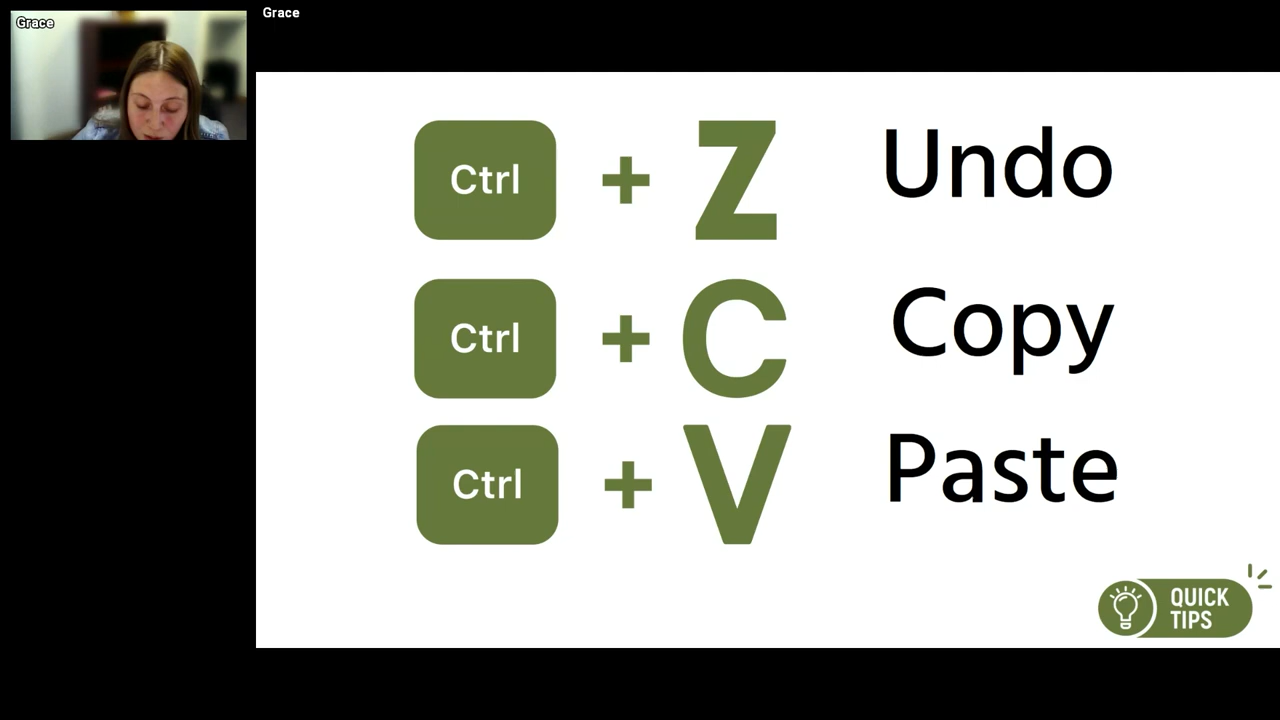 Grace
Grace
Ctrl + Z Undo
Ctrl + C Copy
Ctrl + V Paste
QUICK
TIPS